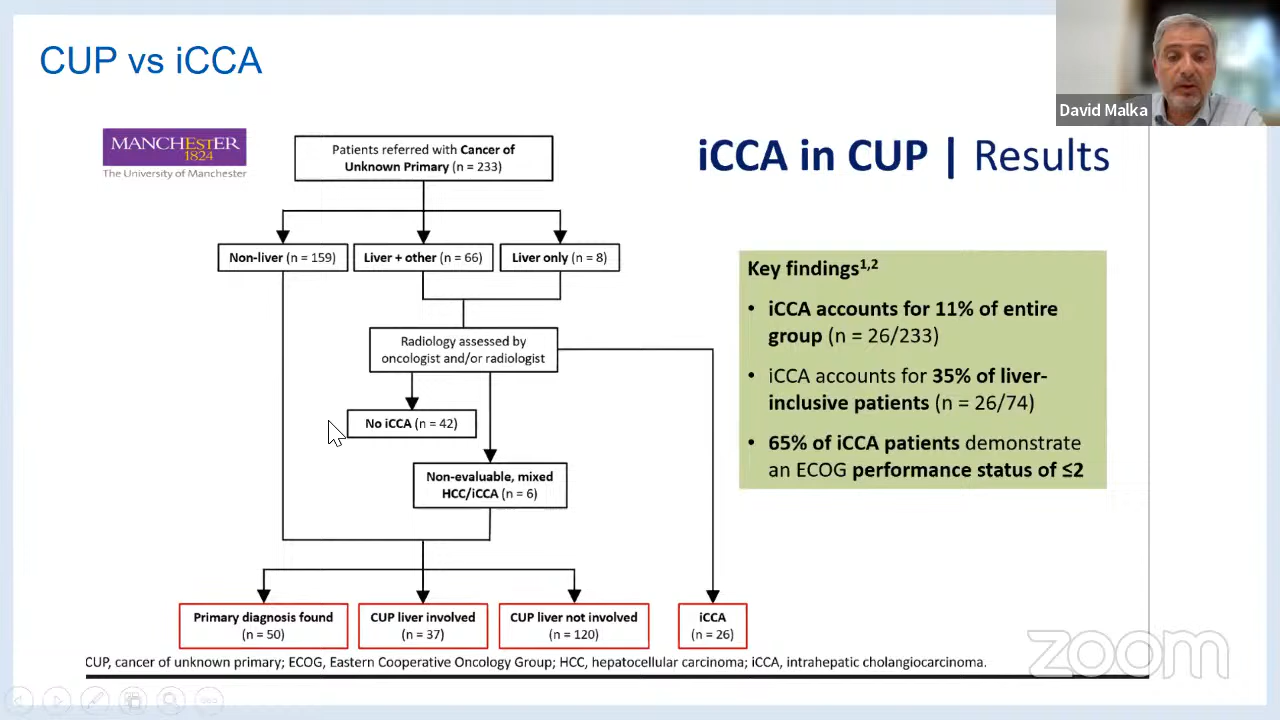 CUP vs iCCA
David Malka
MANCHESTER
1824
The University of Manchester
iCCA in CUP | Results
Patients referred with Cancer of
Unknown Primary (n = 233)
Non-liver (n = 159)
Liver + other (n = 66)
Liver only (n = 8)
Radiology assessed by
oncologist and/or radiologist
No iCCA (n = 42)
Non-evaluable, mixed
HCC/iCCA (n = 6)
Primary diagnosis found
(n = 50)
CUP liver involved
(n = 37)
CUP liver not involved
(n = 120)
iCCA
(n = 26)
Key findings1,2
• iCCA accounts for 11% of entire
group (n = 26/233)
• iCCA accounts for 35% of liver-
inclusive patients (n = 26/74)
• 65% of iCCA patients demonstrate
an ECOG performance status of ≤2
CUP, cancer of unknown primary; ECOG, Eastern Cooperative Oncology Group; HCC, hepatocellular carcinoma; iCCA, intrahepatic cholangiocarcinoma.
zoom